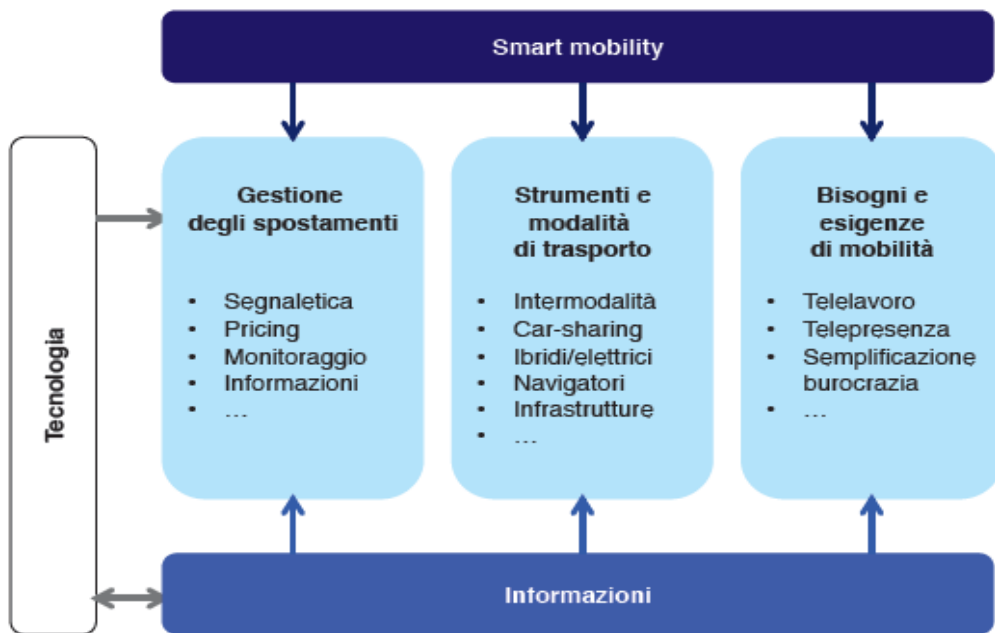 Smart mobility
Tecnologia
Gestione
degli spostamenti
• Segnaletica
• Pricing
• Monitoraggio
• Informazioni
• ...
Strumenti e
modalità
di trasporto
• Intermodalità
• Car-sharing
• Ibridi/elettrici
• Navigatori
• Infrastrutture
• ...
Bisogni e
esigenze
di mobilità
• Telelavoro
• Telepresenza
• Semplificazione
burocrazia
• ...
Informazioni